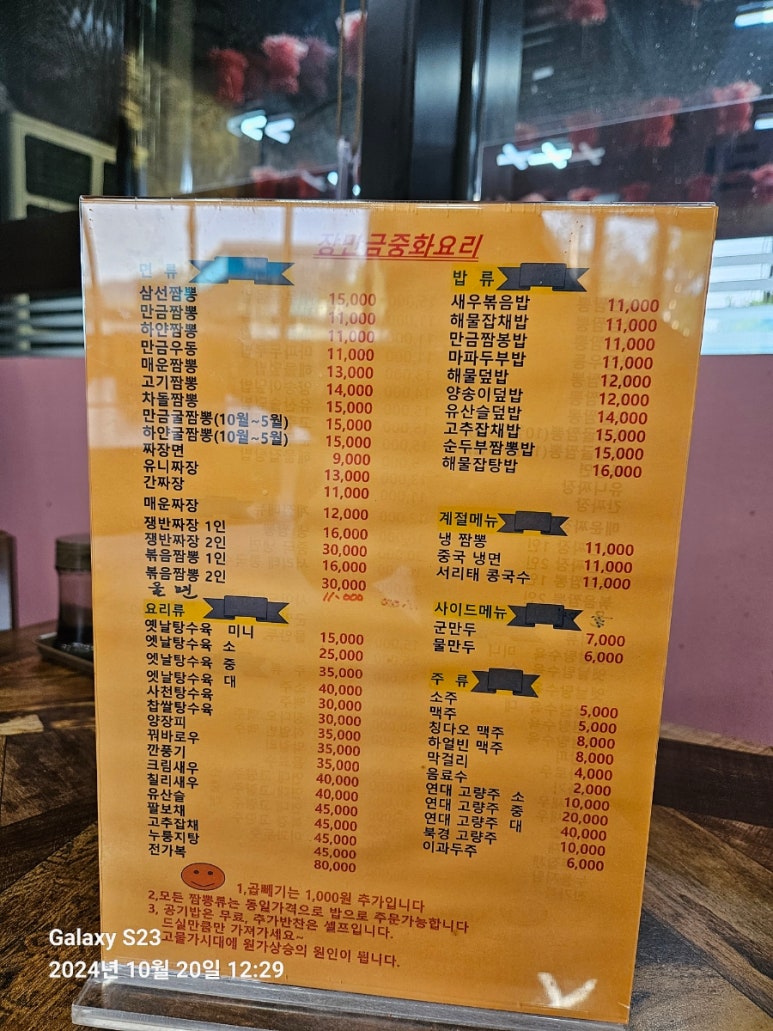 장만금중화요리
면 류
삼선짬뽕 15,000
만금짬뽕 11,000
하얀짬뽕 11,000
만금우동 11,000
매운짬뽕 13,000
고기짬뽕 14,000
차돌짬뽕 15,000
만금굴짬뽕(10월~5월) 15,000
하얀굴짬뽕(10월~5월) 15,000
짜장면 9,000
유니짜장 13,000
간짜장 11,000
매운짜장 12,000
쟁반짜장 1인 16,000
쟁반짜장 2인 30,000
볶음짬뽕 1인 16,000
볶음짬뽕 2인 30,000
울면 11.000
요리류
옛날탕수육 미니 15,000
옛날탕수육 소 25,000
옛날탕수육 중 35,000
옛날탕수육 대 40,000
사천탕수육 30,000
찹쌀탕수육 30,000
양장피 35,000
꿔바로우 35,000
깐풍기 35,000
크림새우 40,000
칠리새우 40,000
유산슬 45,000
팔보채 45,000
고추잡채 45,000
누룽지탕 45,000
전가복 80,000
밥 류
새우볶음밥 11,000
해물잡채밥 11,000
만금짬봉밥 11,000
마파두부밥 11,000
해물덮밥 12,000
양송이덮밥 12,000
유산슬덮밥 14,000
고추잡채밥 15,000
순두부짬뽕밥 15,000
해물잡탕밥 16,000
계절메뉴
냉 짬뽕 11,000
중국 냉면 11,000
서리태 콩국수 11,000
사이드메뉴
군만두 7,000
물만두 6,000
주 류
소주 5,000
맥주 5,000
칭다오 맥주 8,000
하얼빈 맥주 8,000
막걸리 4,000
음료수 2,000
연대 고량주 소 10,000
연대 고량주 중 20,000
연대 고량주 대 40,000
북경 고량주 10,000
이과두주 6,000
1,곱빼기는 1,000원 추가입니다
2,모든 짬뽕류는 동일가격으로 밥으로 주문가능합니다
3, 공기밥은 무료, 추가반찬은 셀프입니다.
드실만큼만 가져가세요~
고물가시대에 원가상승의 원인이 됩니다.
Galaxy S23
2024년 10월 20일 12:29